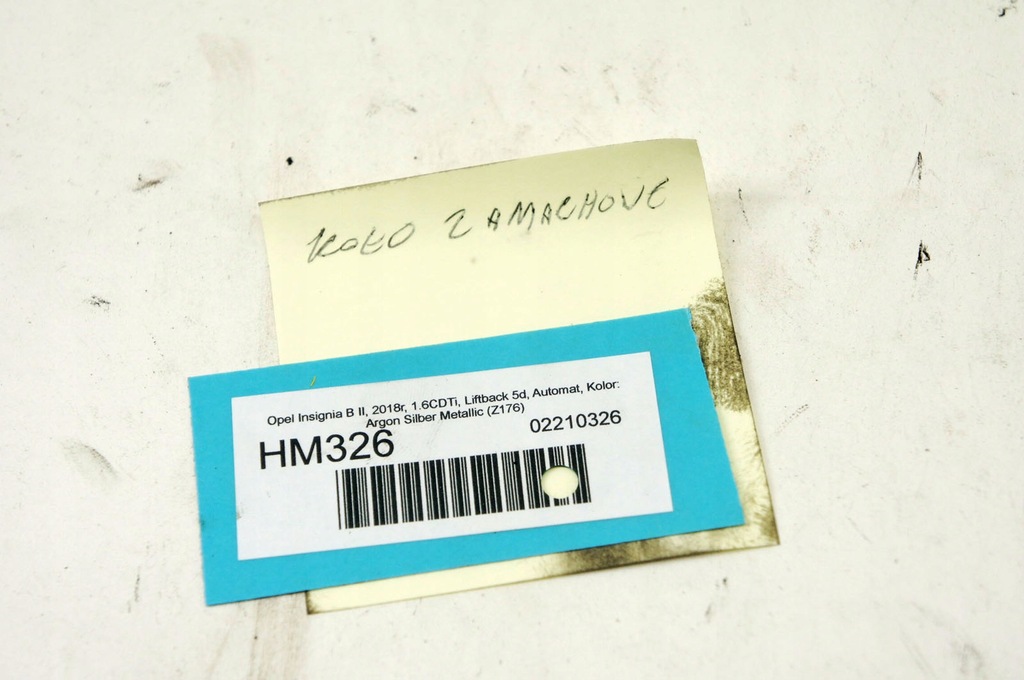 KOŁO ZAMACHOWE
Opel Insignia B II, 2018r, 1.6CDTi, Liftback 5d, Automat, Kolor:
Argon Silber Metallic (Z176)
HM326
02210326